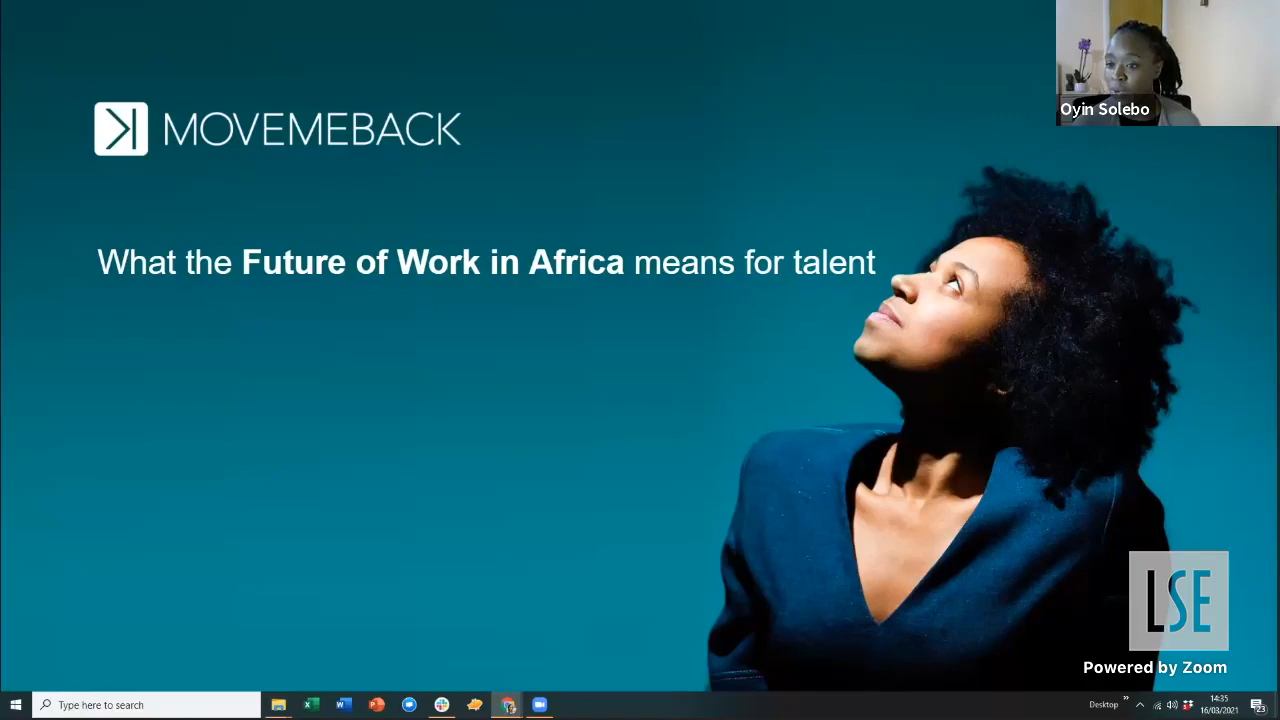 Oyin Solebo
MOVEMEBACK
What the Future of Work in Africa means for talent
LSE
Powered by Zoom
Type here to search
Desktop
14:35
16/03/2021
23